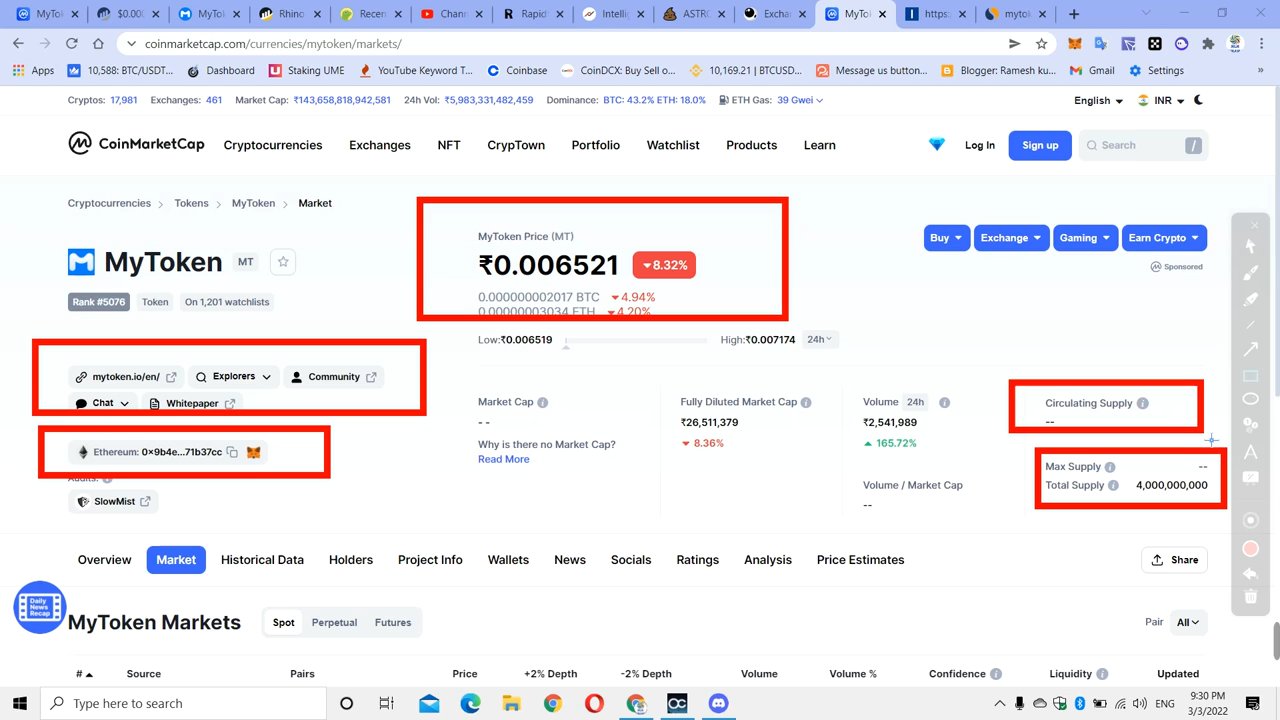 MyTok
$0.00
MyTok
Mytok
Canno
Intelli
ASH
Excha
MyTok
https:
MyTok
coinmarketcap.com/currencies/mytoken/markets/
Apps
10,588: BTC/USDT...
Dashboard
Staking UME
YouTube Keyword T...
Coinbase
CoinDCX: Buy Sell o...
10,169.21 | BTCUSD...
Message us button...
Blogger: Ramesh ku...
Gmail
Settings
Cryptos: 17,981 Exchanges: 461 Market Cap: ₹143,658,818,942,581 24h Vol: ₹5,983,331,482,459 Dominance: BTC: 43.2% ETH: 18.0% ETH Gas: 39 Gwei
English INR
CoinMarketCap Cryptocurrencies Exchanges NFT CrypTown Portfolio Watchlist Products Learn
Log In Sign up Search /
Cryptocurrencies Tokens MyToken Market
MyToken MT
Rank #5076 Token On 1,201 watchlists
MyToken Price (MT)
₹0.006521 8.32%
0.000000002017 BTC 4.94%
0.00000003034 ETH 4.20%
Low:₹0.006519 High:₹0.007174 24h
Buy Exchange Gaming Earn Crypto
Sponsored
mytoken.io/en/ Explorers Community
Chat Whitepaper
Ethereum: 0x9b4e...71b37cc
Audits:
SlowMist
Market Cap
- -
Why is there no Market Cap?
Read More
Fully Diluted Market Cap
₹26,511,379
8.36%
Volume 24h
₹2,541,989
165.72%
Volume / Market Cap
--
Circulating Supply
--
Max Supply --
Total Supply 4,000,000,000
Overview Market Historical Data Holders Project Info Wallets News Socials Ratings Analysis Price Estimates
Share
Daily
News
Recap
MyToken Markets Spot Perpetual Futures
Pair All
# Source Pairs Price +2% Depth -2% Depth Volume Volume % Confidence Liquidity Updated
Type here to search
ENG
9:30 PM
3/3/2022